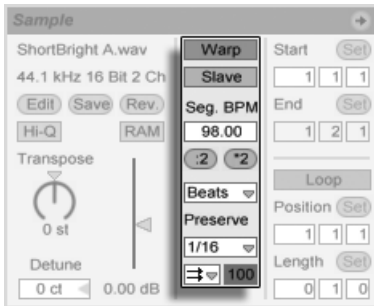 Sample
ShortBright A.wav
44.1 kHz 16 Bit 2 Ch
Edit Save Rev.
Hi-Q RAM
Transpose
0 st
Detune
0 ct 0.00 dB
Warp
Slave
Seg. BPM
98.00
:2 *2
Beats
Preserve
1/16
100
Start Set
1 1 1
End Set
1 2 1
Loop
Position Set
1 1 1
Length Set
0 1 0